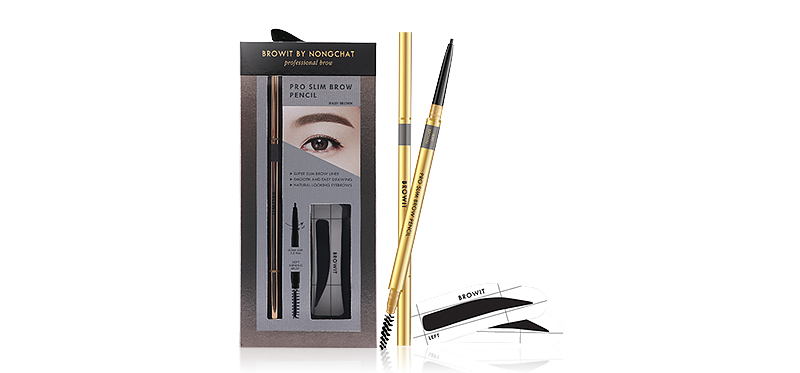 BROWIT BY NONGCHAT
professional brow
PRO SLIM BROW
PENCIL
▸ SUPER SLIM BROW LINER
▸ SMOOTH AND EASY DRAWING
▸ NATURAL LOOKING EYEBROWS
BROWIT
BROWIT
PRO SLIM BROW PENCIL
BROWIT
LEFT